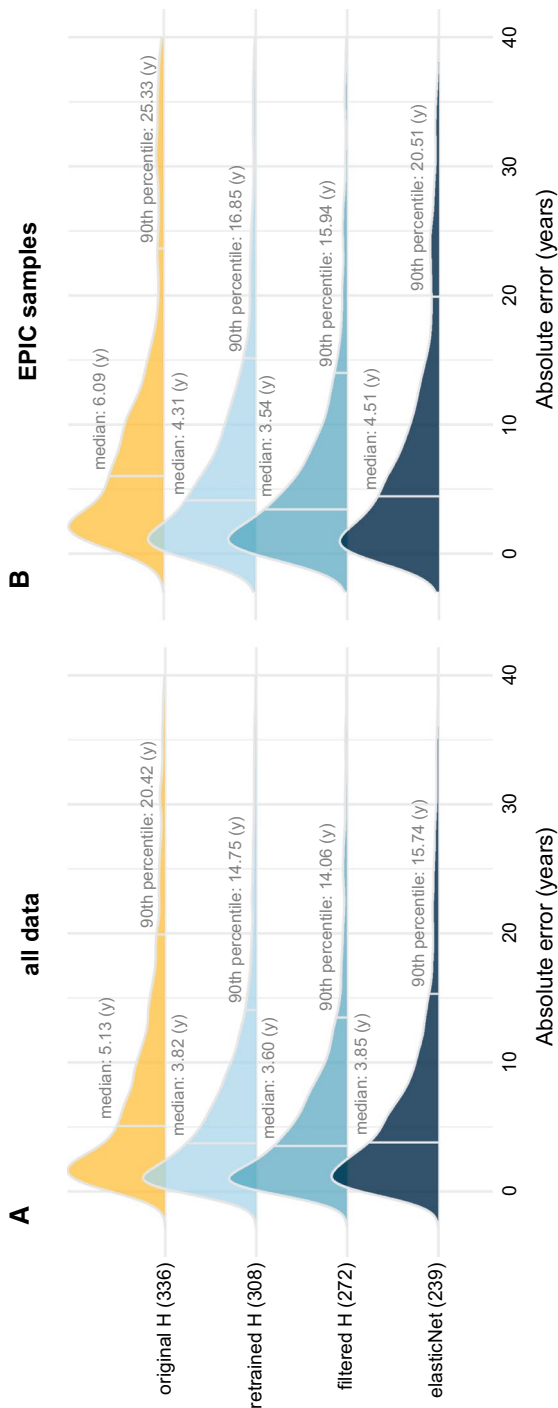 A
all data
original H (336)
median: 5.13 (y)
90th percentile: 20.42 (y)
retrained H (308)
median: 3.82 (y)
90th percentile: 14.75 (y)
filtered H (272)
median: 3.60 (y)
90th percentile: 14.06 (y)
elasticNet (239)
median: 3.85 (y)
90th percentile: 15.74 (y)
0 10 20 30 40
Absolute error (years)
B
EPIC samples
median: 6.09 (y)
90th percentile: 25.33 (y)
median: 4.31 (y)
90th percentile: 16.85 (y)
median: 3.54 (y)
90th percentile: 15.94 (y)
median: 4.51 (y)
90th percentile: 20.51 (y)
0 10 20 30 40
Absolute error (years)